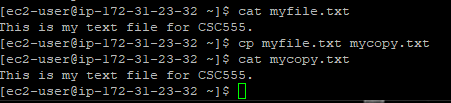 [ec2-user@ip-172-31-23-32 ~]$ cat myfile.txt
This is my text file for CSC555.
[ec2-user@ip-172-31-23-32 ~]$ cp myfile.txt mycopy.txt
[ec2-user@ip-172-31-23-32 ~]$ cat mycopy.txt
This is my text file for CSC555.
[ec2-user@ip-172-31-23-32 ~]$